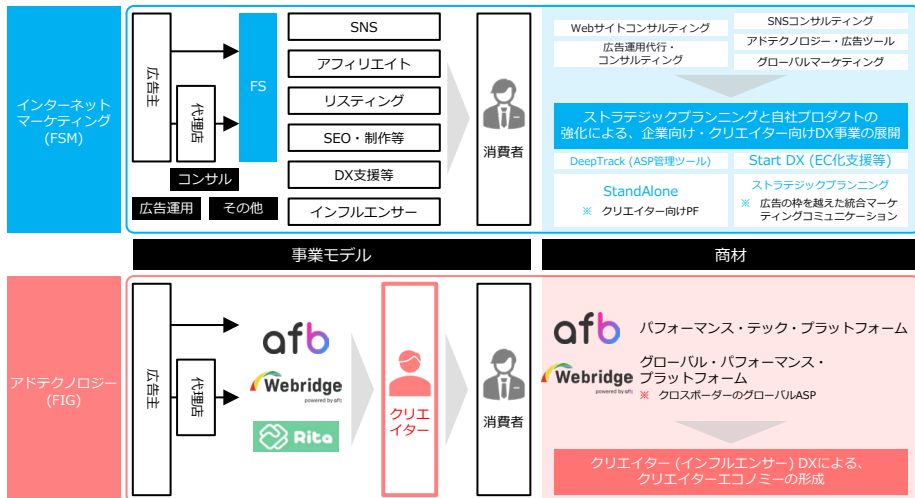 インターネット
マーケティング
(FSM)
広告主
代理店
コンサル
広告運用
その他
FS
SNS
アフィリエイト
リスティング
SEO・制作等
DX支援等
インフルエンサー
消費者
Webサイトコンサルティング
SNSコンサルティング
広告運用代行・
コンサルティング
アドテクノロジー・広告ツール
グローバルマーケティング
ストラテジックプランニングと自社プロダクトの
強化による、企業向け・クリエイター向けDX事業の展開
DeepTrack (ASP管理ツール)
Start DX (EC化支援等)
StandAlone
※ クリエイター向けPF
ストラテジックプランニング
※ 広告の枠を越えた統合マーケ
ティングコミュニケーション
事業モデル
商材
アドテクノロジー
(FIG)
広告主
代理店
afb
Webridge
powered by afb
Rita
クリエ
イター
消費者
afb
パフォーマンス・テック・プラットフォーム
Webridge
powered by afb
グローバル・パフォーマンス・
プラットフォーム
※ クロスボーダーのグローバルASP
クリエイター (インフルエンサー) DXによる、
クリエイターエコノミーの形成